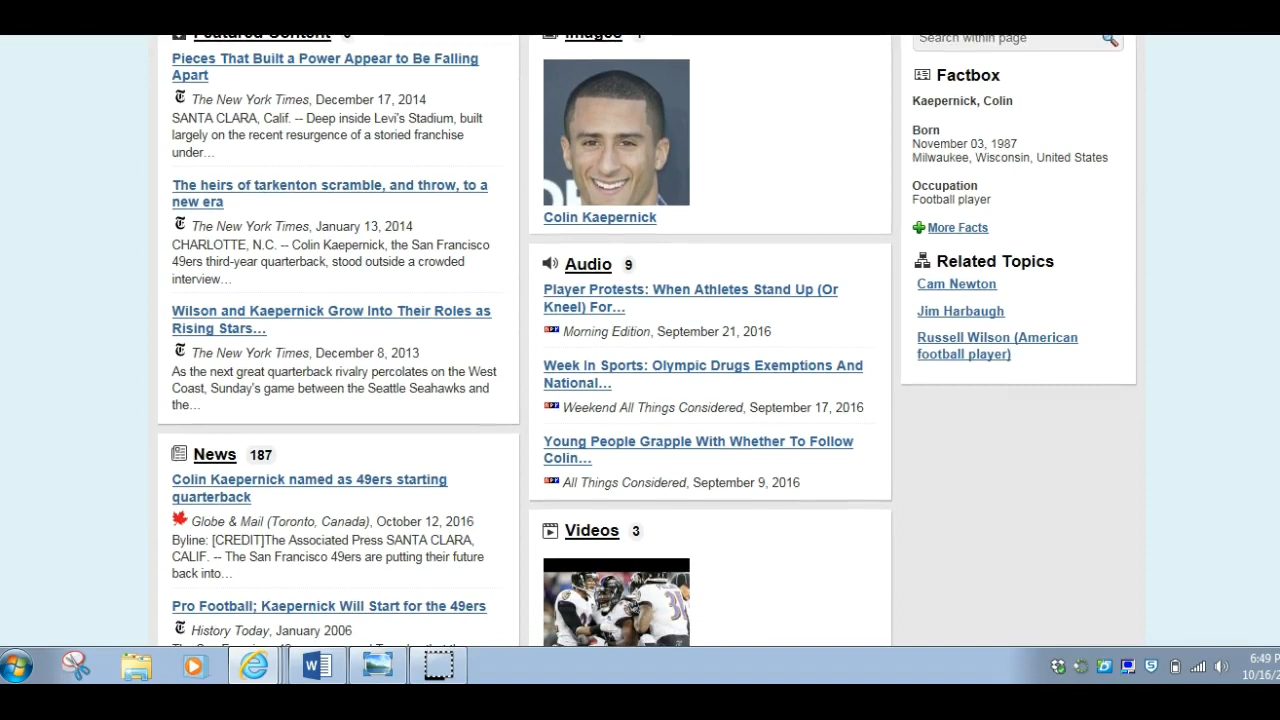 Featured Content
Pieces That Built a Power Appear to Be Falling
Apart
The New York Times, December 17, 2014
SANTA CLARA, Calif. -- Deep inside Levi's Stadium, built
largely on the recent resurgence of a storied franchise
under…
The heirs of tarkenton scramble, and throw, to a
new era
The New York Times, January 13, 2014
CHARLOTTE, N.C. -- Colin Kaepernick, the San Francisco
49ers third-year quarterback, stood outside a crowded
interview…
Wilson and Kaepernick Grow Into Their Roles as
Rising Stars…
The New York Times, December 8, 2013
As the next great quarterback rivalry percolates on the West
Coast, Sunday's game between the Seattle Seahawks and
the…
News 187
Colin Kaepernick named as 49ers starting
quarterback
Globe & Mail (Toronto, Canada), October 12, 2016
Byline: [CREDIT]The Associated Press SANTA CLARA,
CALIF. -- The San Francisco 49ers are putting their future
back into…
Pro Football; Kaepernick Will Start for the 49ers
History Today, January 2006
Images
Colin Kaepernick
Audio 9
Player Protests: When Athletes Stand Up (Or
Kneel) For…
Morning Edition, September 21, 2016
Week In Sports: Olympic Drugs Exemptions And
National…
Weekend All Things Considered, September 17, 2016
Young People Grapple With Whether To Follow
Colin…
All Things Considered, September 9, 2016
Videos 3
Search within page
Factbox
Kaepernick, Colin
Born
November 03, 1987
Milwaukee, Wisconsin, United States
Occupation
Football player
More Facts
Related Topics
Cam Newton
Jim Harbaugh
Russell Wilson (American
football player)
6:49 P
10/16/2